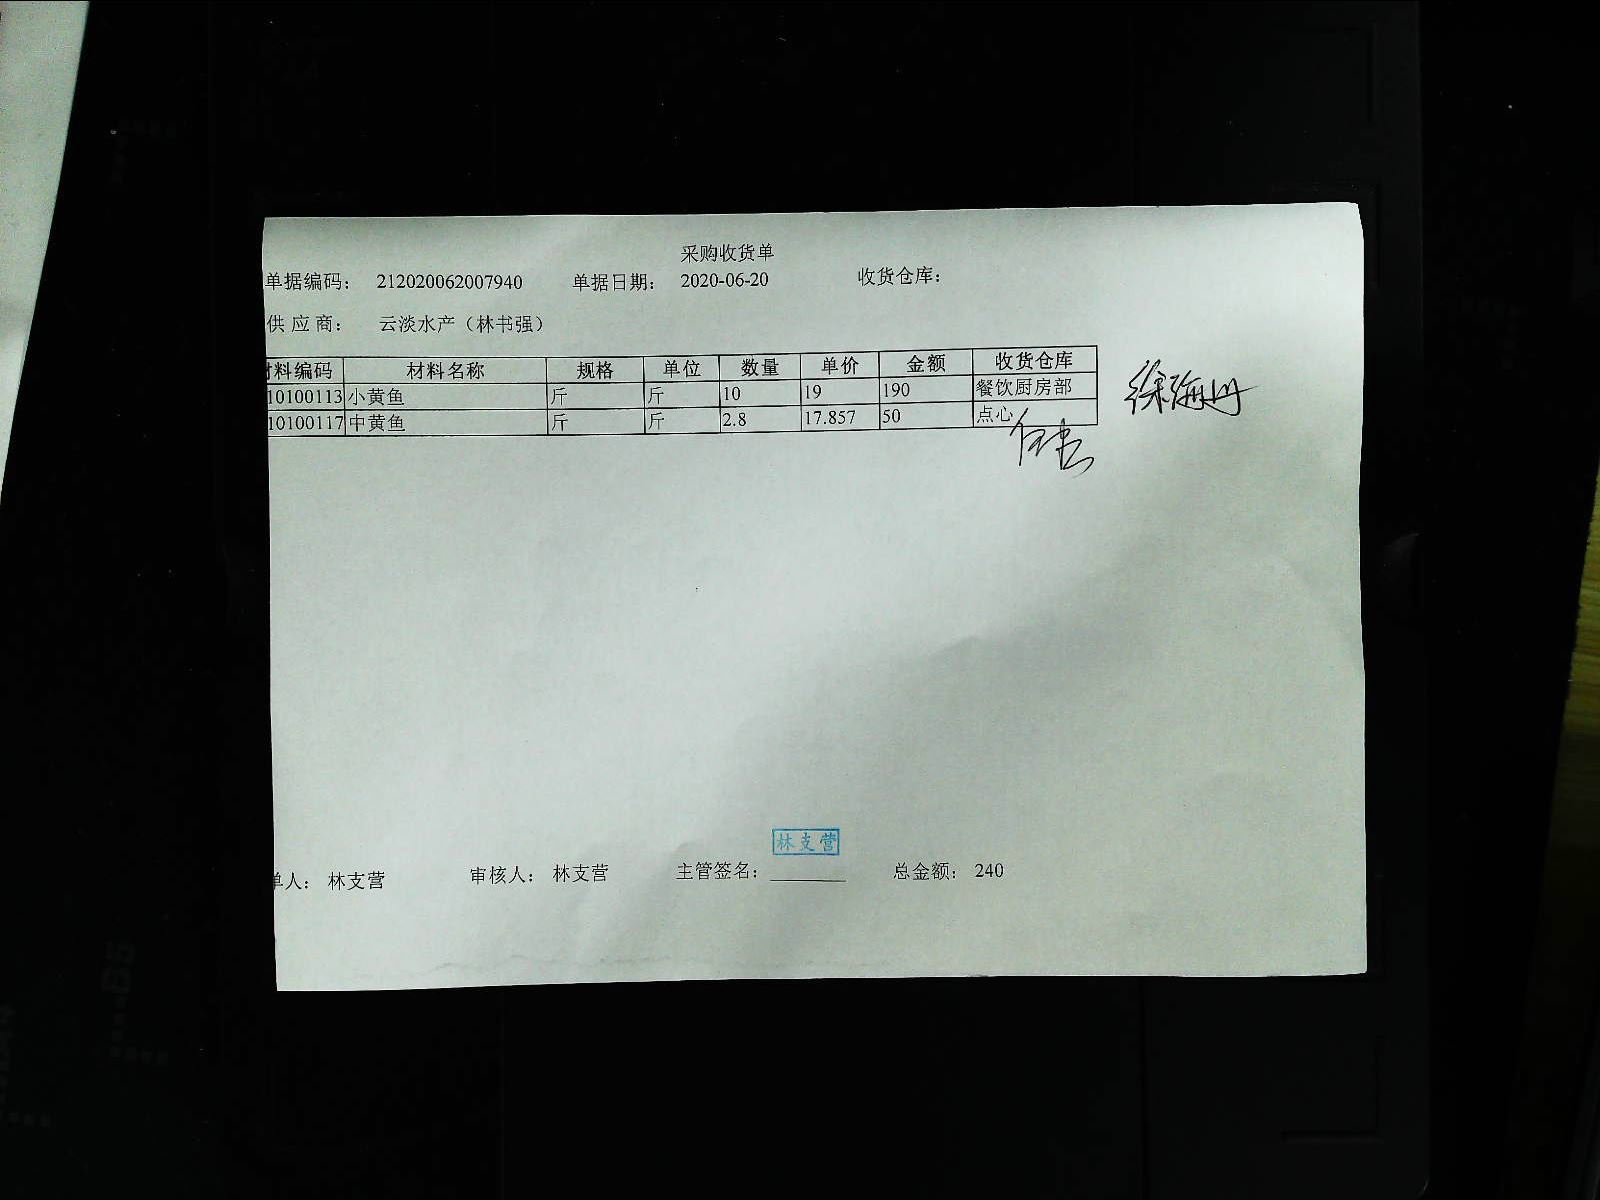 采购收货单
单据编码： 212020062007940 单据日期： 2020-06-20 收货仓库：
供应商： 云淡水产（林书强）
材料编码 材料名称 规格 单位 数量 单价 金额 收货仓库
10100113 小黄鱼 斤 斤 10 19 190 餐饮厨房部
10100117 中黄鱼 斤 斤 2.8 17.857 50 点心
徐海丹
林支营
单人： 林支营 审核人： 林支营 主管签名： 总金额： 240